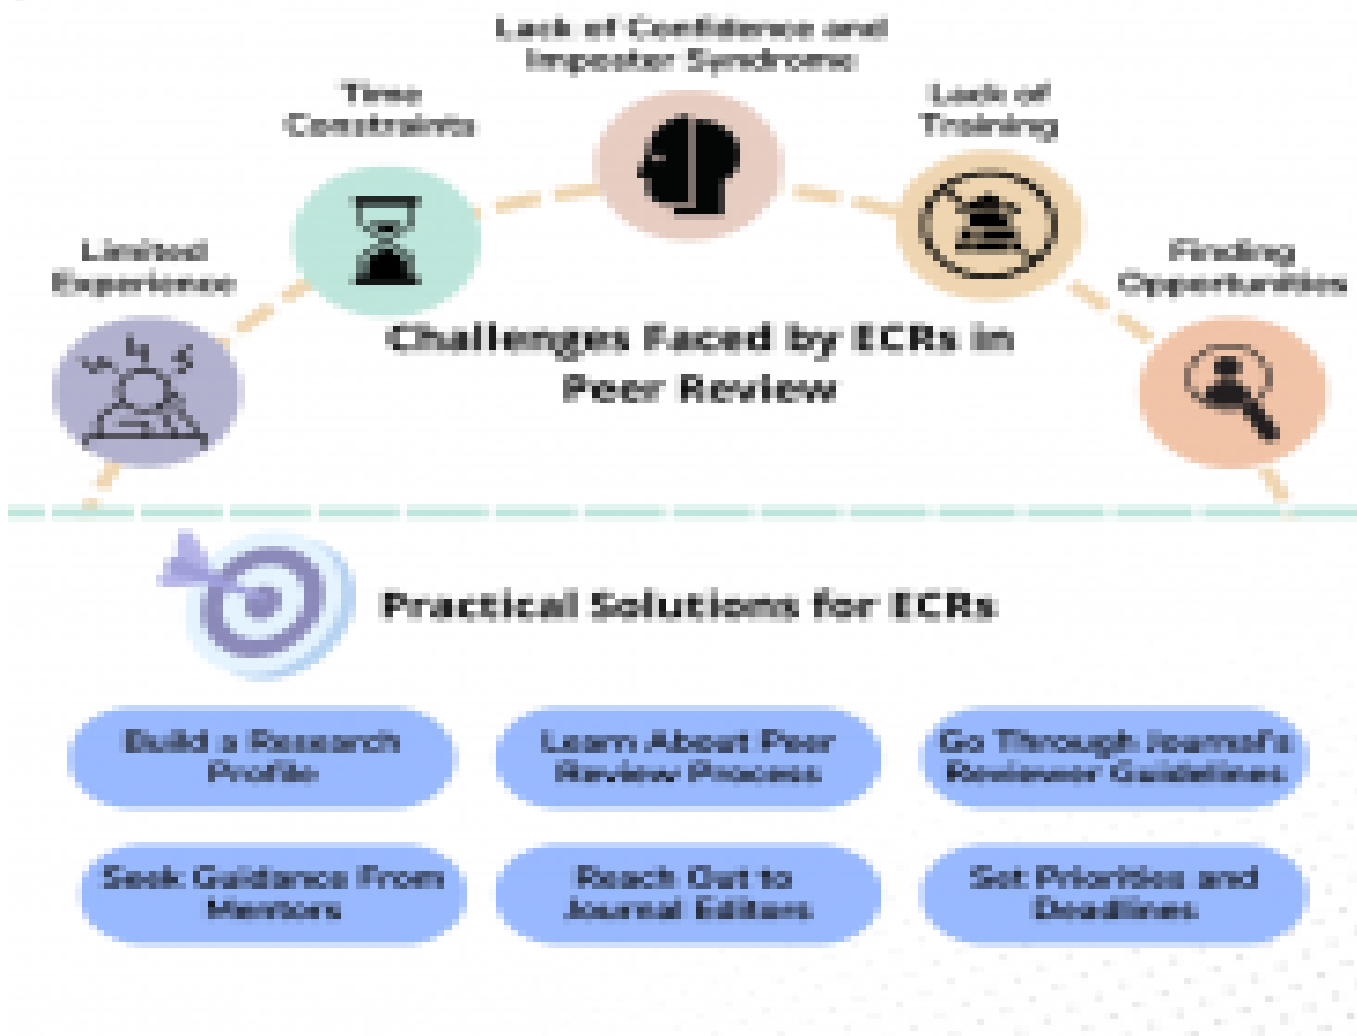 Lack of Confidence and
Imposter Syndrome
Time
Constraints
Lack of
Training
Limited
Experience
Finding
Opportunities
Challenges Faced by ECRs in
Peer Review
Practical Solutions for ECRs
Build a Research
Profile
Learn About Peer
Review Process
Go Through Journal's
Reviewer Guidelines
Seek Guidance From
Mentors
Reach Out to
Journal Editors
Set Priorities and
Deadlines